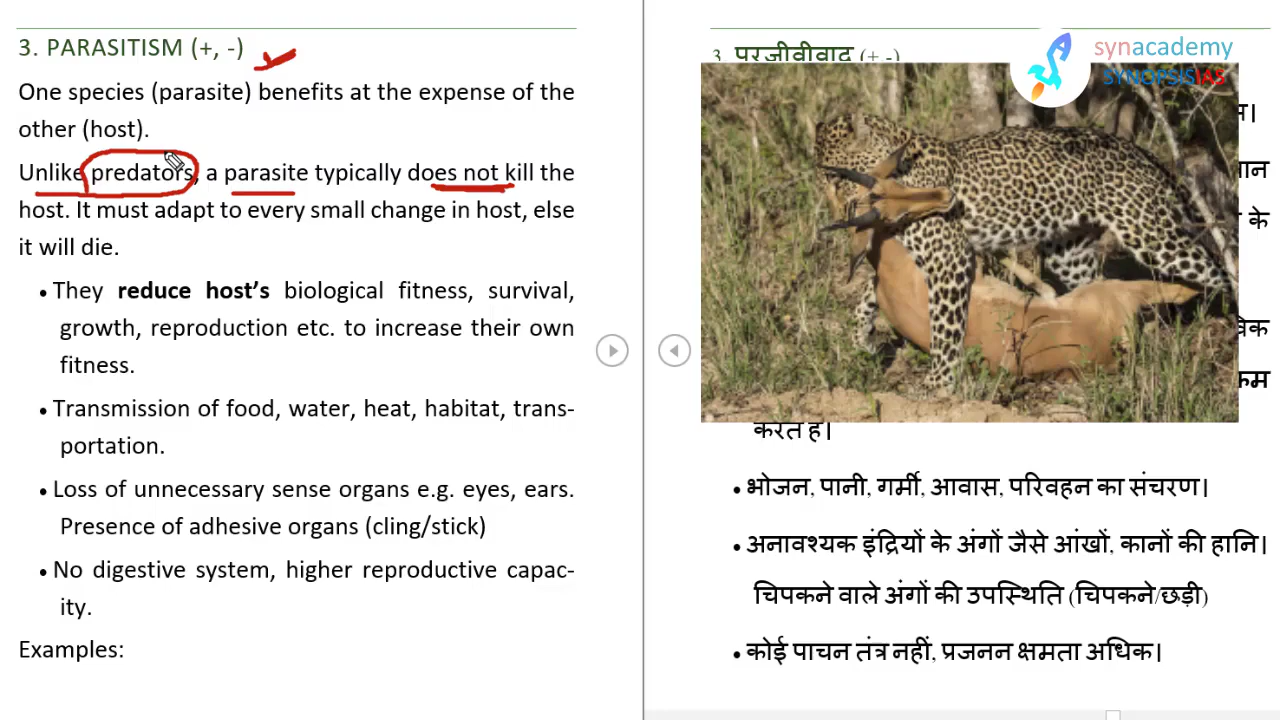 3. PARASITISM (+, -)
One species (parasite) benefits at the expense of the
other (host).
Unlike predators, a parasite typically does not kill the
host. It must adapt to every small change in host, else
it will die.
• They reduce host’s biological fitness, survival,
growth, reproduction etc. to increase their own
fitness.
• Transmission of food, water, heat, habitat, trans-
portation.
• Loss of unnecessary sense organs e.g. eyes, ears.
Presence of adhesive organs (cling/stick)
• No digestive system, higher reproductive capac-
ity.
Examples:
3. परजीवीवाद (+ -)
synacademy
SYNOPSISIAS
के
करते हैं।
• भोजन, पानी, गर्मी, आवास, परिवहन का संचरण।
• अनावश्यक इंद्रियों के अंगों जैसे आंखों, कानों की हानि।
चिपकने वाले अंगों की उपस्थिति (चिपकने/छड़ी)
• कोई पाचन तंत्र नहीं, प्रजनन क्षमता अधिक।